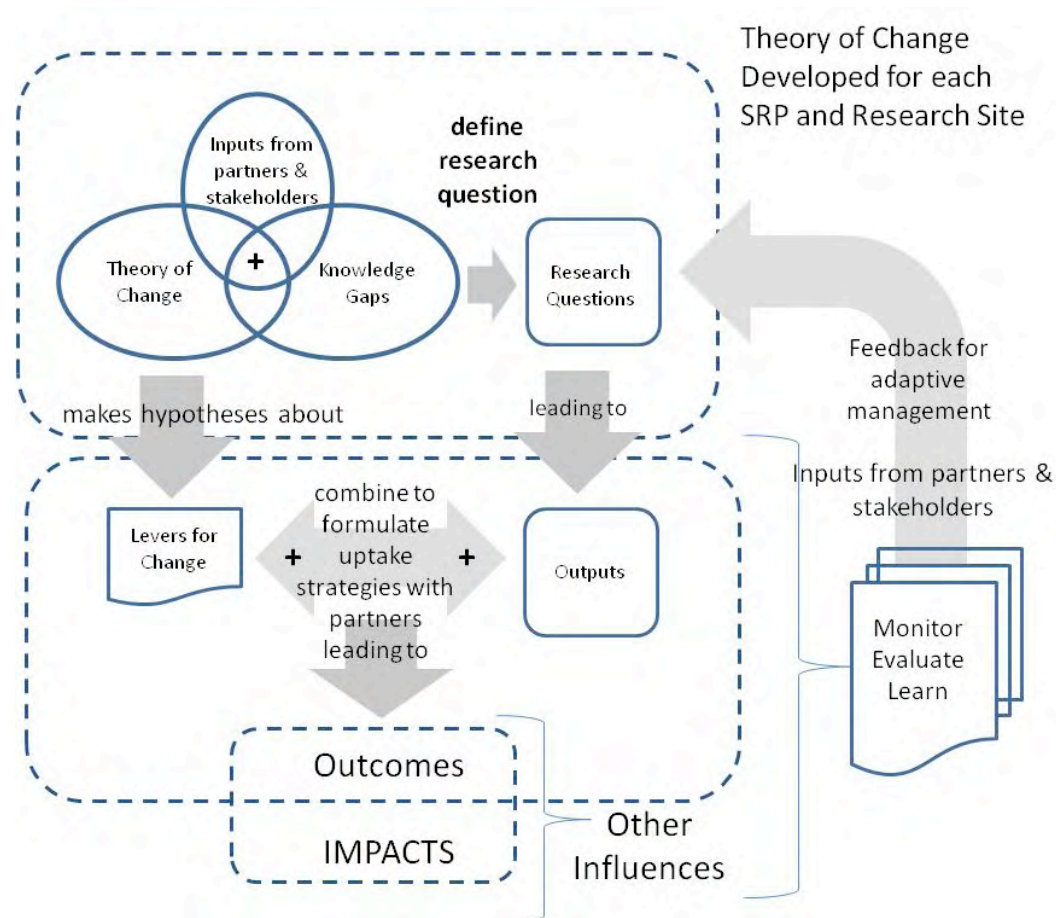 Theory of Change
Developed for each
SRP and Research Site
Inputs from
partners &
stakeholders
define
research
question
Theory of
Change
+
Knowledge
Gaps
Research
Questions
Feedback for
adaptive
management
makes hypotheses about
leading to
Inputs from partners &
stakeholders
Levers for
Change
+
combine to
formulate
uptake
strategies with
partners
leading to
+
Outputs
Monitor
Evaluate
Learn
Outcomes
IMPACTS
Other
Influences